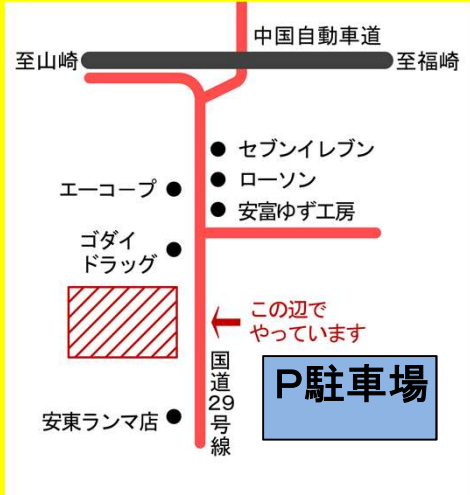 中国自動車道
至山崎
至福崎
セブンイレブン
ローソン
安富ゆず工房
エーコープ
ゴダイ
ドラッグ
この辺で
やっています
国道29号線
P駐車場
安東ランマ店